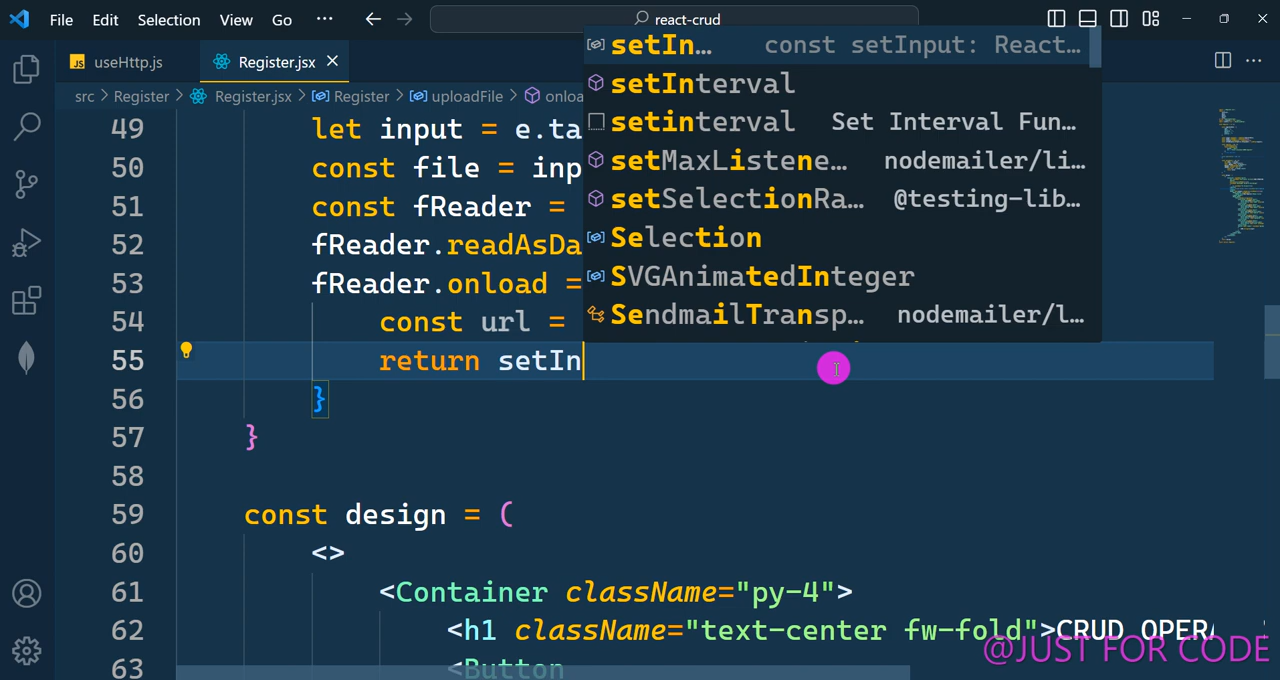 File Edit Selection View Go ··· react-crud
JS useHttp.js Register.jsx
src > Register > Register.jsx > Register > uploadFile > onloa
49 let input = e.ta
50 const file = inp
51 const fReader =
52 fReader.readAsDa
53 fReader.onload =
54 const url =
55 return setIn
56 }
57 }
58
59 const design = (
60 <>
61 <Container className="py-4">
62 <h1 className="text-center fw-fold">CRUD OPER
63 <Button
setIn… const setInput: React…
setInterval
setinterval Set Interval Fun…
setMaxListene… nodemailer/li…
setSelectionRa… @testing-lib…
Selection
SVGAnimatedInteger
SendmailTransp… nodemailer/l…
@JUST FOR CODE